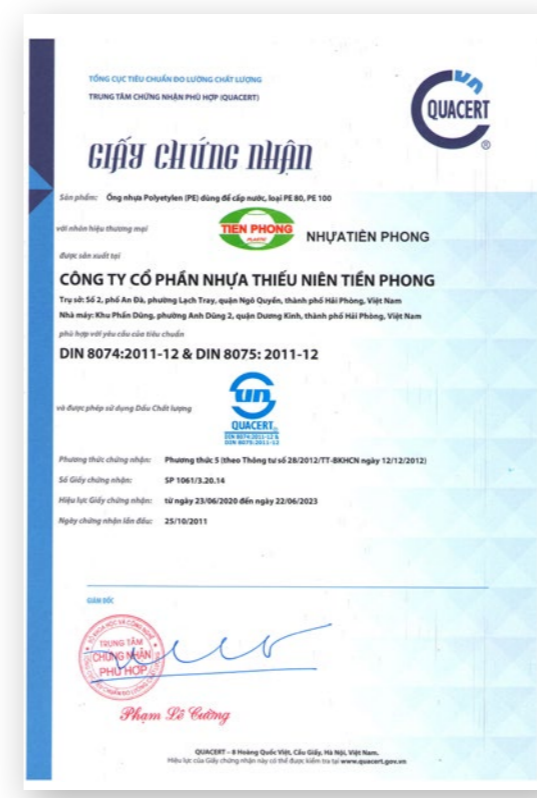 TỔNG CỤC TIÊU CHUẨN ĐO LƯỜNG CHẤT LƯỢNG
TRUNG TÂM CHỨNG NHẬN PHÙ HỢP (QUACERT)
QUACERT
®
GIẤY CHỨNG NHẬN
Sản phẩm: Ống nhựa Polyetylen (PE) dùng để cấp nước, loại PE 80, PE 100
với nhãn hiệu thương mại
TIEN PHONG
PLASTIC
NHỰA TIỀN PHONG
được sản xuất tại
CÔNG TY CỔ PHẦN NHỰA THIẾU NIÊN TIỀN PHONG
Trụ sở: Số 2, phố An Đà, phường Lạch Tray, quận Ngô Quyền, thành phố Hải Phòng, Việt Nam
Nhà máy: Khu Phấn Dũng, phường Anh Dũng 2, quận Dương Kinh, thành phố Hải Phòng, Việt Nam
phù hợp với yêu cầu của tiêu chuẩn
DIN 8074:2011-12 & DIN 8075: 2011-12
và được phép sử dụng Dấu Chất lượng
QUACERT
DIN 8074:2011-12 &
DIN 8075:2011-12
Phương thức chứng nhận: Phương thức 5 (theo Thông tư số 28/2012/TT-BKHCN ngày 12/12/2012)
Số Giấy chứng nhận: SP 1061/3.20.14
Hiệu lực Giấy chứng nhận: từ ngày 23/06/2020 đến ngày 22/06/2023
Ngày chứng nhận lần đầu: 25/10/2011
GIÁM ĐỐC
TRUNG TÂM
CHỨNG NHẬN
PHÙ HỢP
Phạm Lê Cường
QUACERT – 8 Hoàng Quốc Việt, Cầu Giấy, Hà Nội, Việt Nam.
Hiệu lực của Giấy chứng nhận này có thể được kiểm tra tại www.quacert.gov.vn